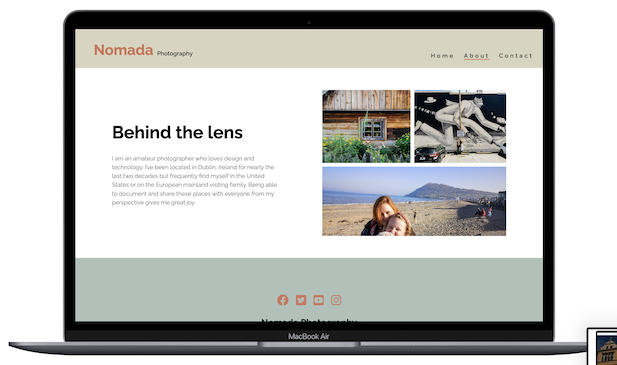 Nomada Photography
Home About Contact
Behind the lens
I am an amateur photographer who loves design and
technology. I've been located in Dublin, Ireland for nearly the
last two decades but frequently find myself in the United
States or on the European mainland visiting family. Being able
to document and share these places with everyone from my
perspective gives me great joy.
Nomada Photography
MacBook Air